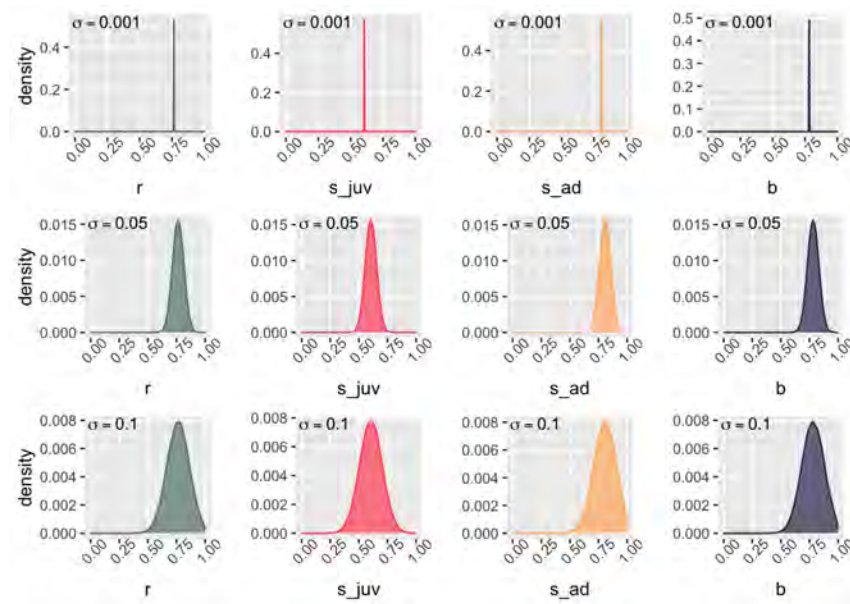 σ = 0.001 σ = 0.001 σ = 0.001 σ = 0.001
density
0.4 0.4 0.4 0.5
0.2 0.2 0.2 0.4
0.0 0.0 0.0 0.3
0.2
0.1
0.0
0.00 0.25 0.50 0.75 1.00 0.00 0.25 0.50 0.75 1.00 0.00 0.25 0.50 0.75 1.00 0.00 0.25 0.50 0.75 1.00
r s_juv s_ad b
σ = 0.05 σ = 0.05 σ = 0.05 σ = 0.05
density
0.015 0.015 0.015 0.015
0.010 0.010 0.010 0.010
0.005 0.005 0.005 0.005
0.000 0.000 0.000 0.000
0.00 0.25 0.50 0.75 1.00 0.00 0.25 0.50 0.75 1.00 0.00 0.25 0.50 0.75 1.00 0.00 0.25 0.50 0.75 1.00
r s_juv s_ad b
σ = 0.1 σ = 0.1 σ = 0.1 σ = 0.1
density
0.008 0.008 0.008 0.008
0.006 0.006 0.006 0.006
0.004 0.004 0.004 0.004
0.002 0.002 0.002 0.002
0.000 0.000 0.000 0.000
0.00 0.25 0.50 0.75 1.00 0.00 0.25 0.50 0.75 1.00 0.00 0.25 0.50 0.75 1.00 0.00 0.25 0.50 0.75 1.00
r s_juv s_ad b